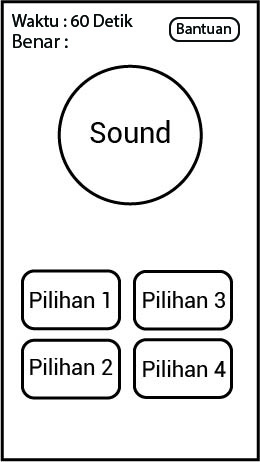 Waktu : 60 Detik
Bantuan
Benar :
Sound
Pilihan 1
Pilihan 3
Pilihan 2
Pilihan 4